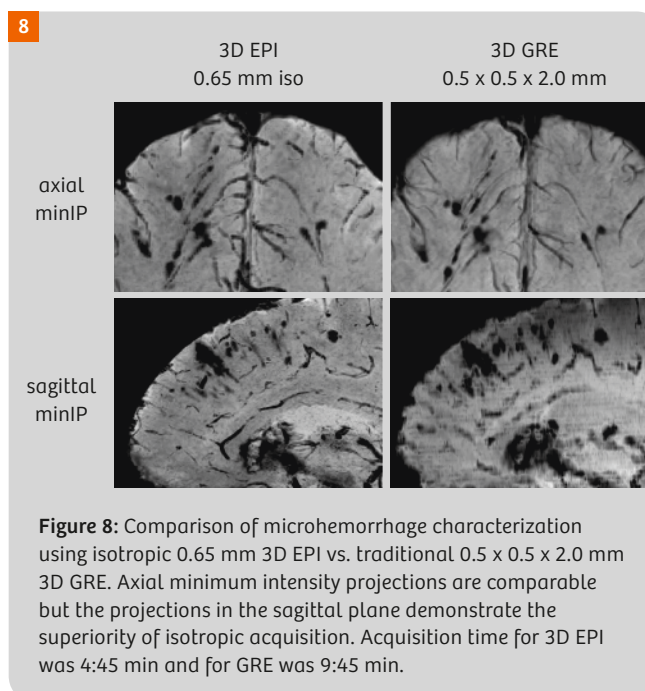 8
3D EPI
0.65 mm iso
3D GRE
0.5 x 0.5 x 2.0 mm
axial
minIP
sagittal
minIP
Figure 8: Comparison of microhemorrhage characterization
using isotropic 0.65 mm 3D EPI vs. traditional 0.5 x 0.5 x 2.0 mm
3D GRE. Axial minimum intensity projections are comparable
but the projections in the sagittal plane demonstrate the
superiority of isotropic acquisition. Acquisition time for 3D EPI
was 4:45 min and for GRE was 9:45 min.